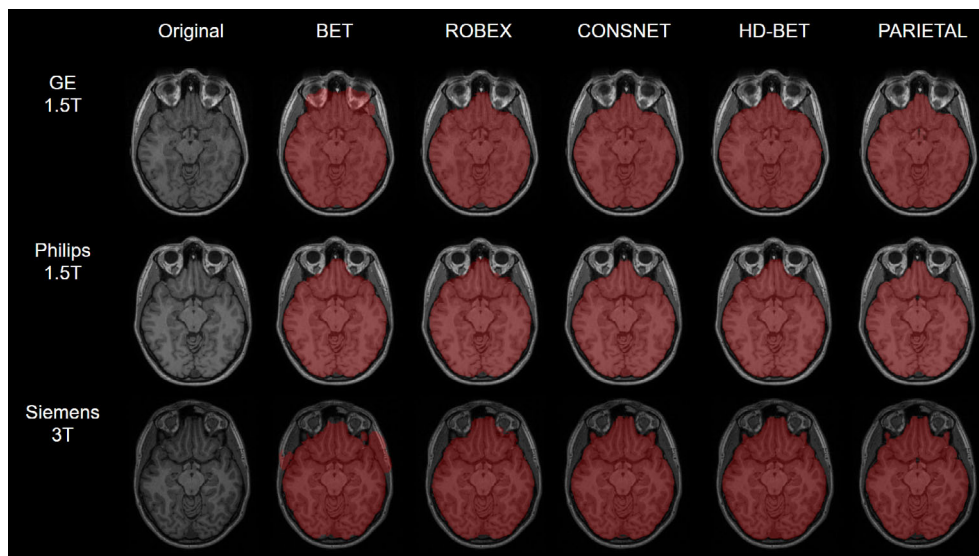 Original BET ROBEX CONSNET HD-BET PARIETAL
GE
1.5T
Philips
1.5T
Siemens
3T